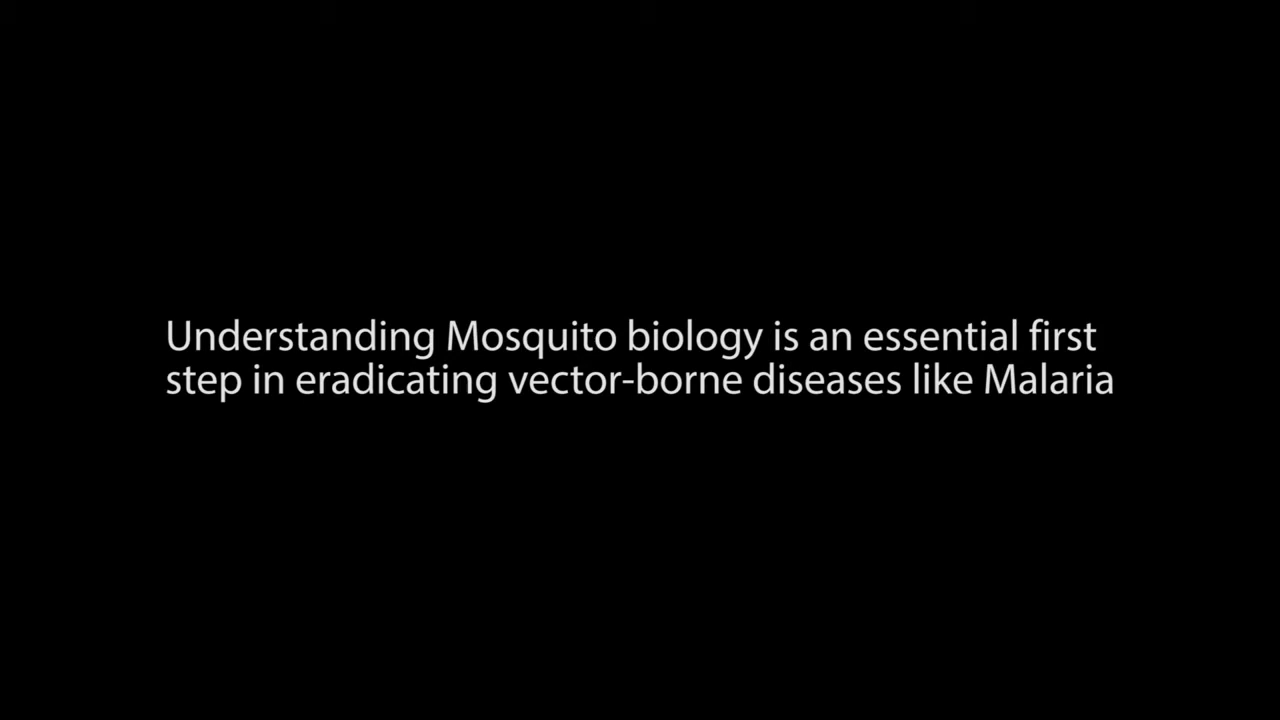 Understanding Mosquito biology is an essential first
step in eradicating vector-borne diseases like Malaria